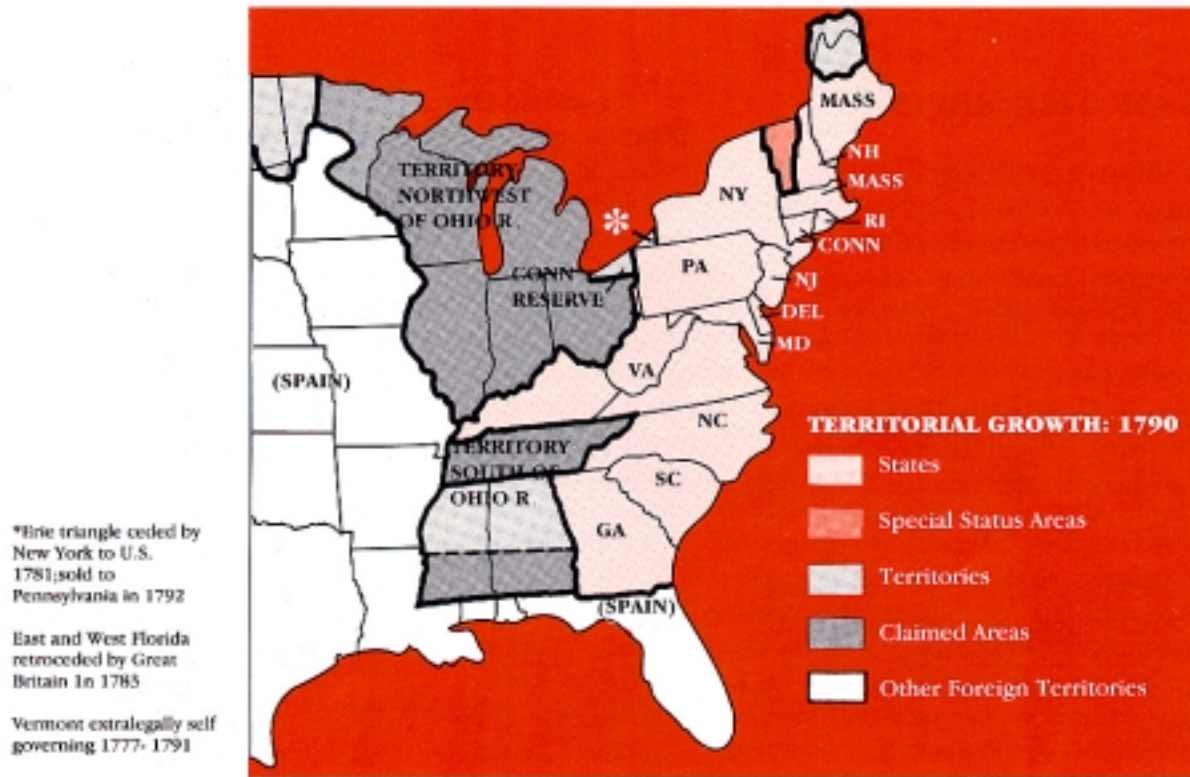 MASS
NH
MASS
RI
CONN
NY
PA
NJ
DEL
MD
TERRITORY
NORTHWEST
OF OHIO R.
*
CONN
RESERVE
VA
(SPAIN)
NC
TERRITORY
SOUTH OF
OHIO R.
SC
GA
(SPAIN)
TERRITORIAL GROWTH: 1790
States
Special Status Areas
Territories
Claimed Areas
Other Foreign Territories
*Erie triangle ceded by
New York to U.S.
1781;sold to
Pennsylvania in 1792
East and West Florida
retroceded by Great
Britain In 1783
Vermont extralegally self
governing 1777- 1791